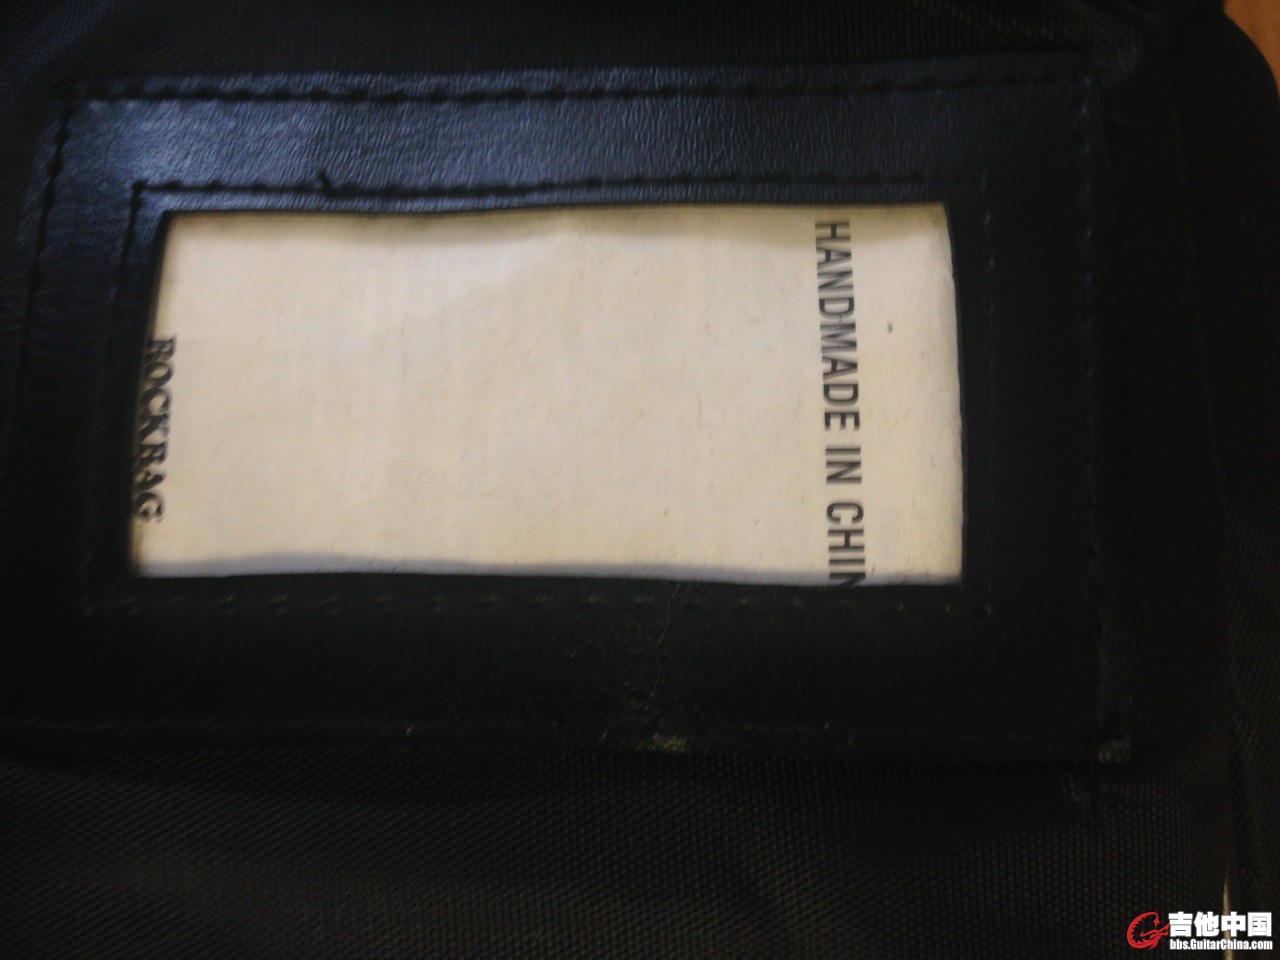 HANDMADE IN CHIN
ROCKBAG
吉他中国
bbs.GuitarChina.com